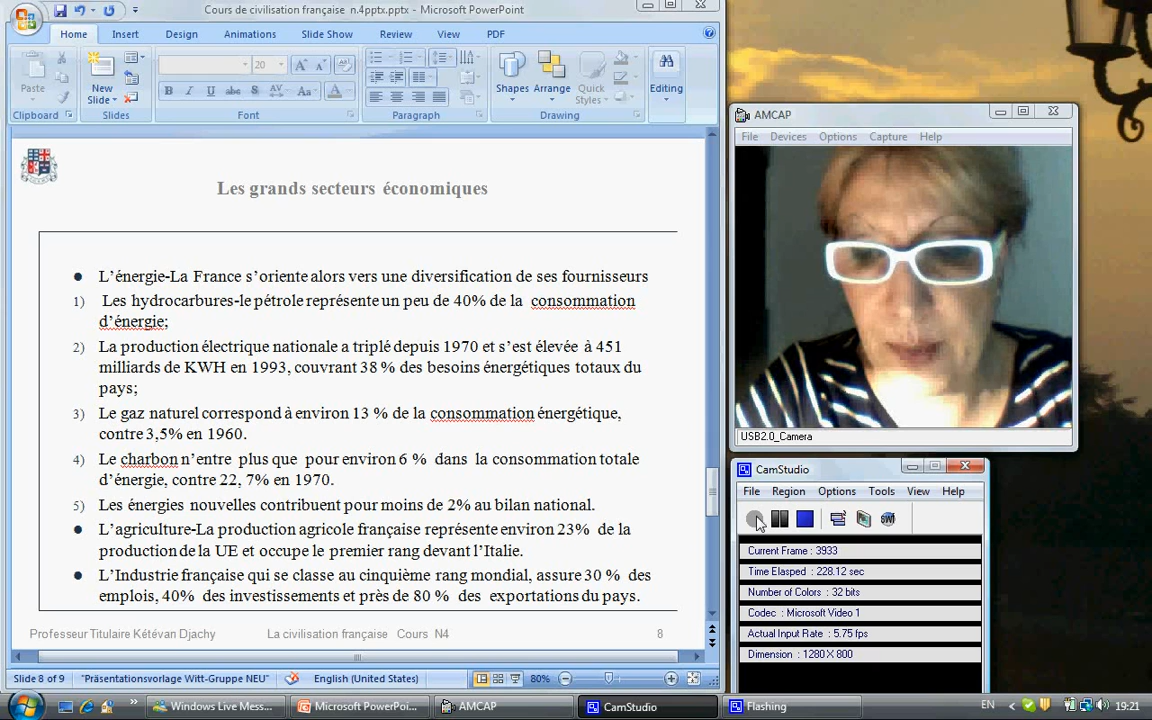 Cours de civilisation française n.4pptx.pptx - Microsoft PowerPoint
Home Insert Design Animations Slide Show Review View PDF
Paste
New
Slide
20
B I U abc S AV Aa A
Shapes Arrange Quick
Styles
Editing
Clipboard Slides Font Paragraph Drawing
Les grands secteurs économiques
● L’énergie-La France s’oriente alors vers une diversification de ses fournisseurs
1) Les hydrocarbures-le pétrole représente un peu de 40% de la consommation
d’énergie;
2) La production électrique nationale a triplé depuis 1970 et s’est élevée à 451
milliards de KWH en 1993, couvrant 38 % des besoins énergétiques totaux du
pays;
3) Le gaz naturel correspond à environ 13 % de la consommation énergétique,
contre 3,5% en 1960.
4) Le charbon n’entre plus que pour environ 6 % dans la consommation totale
d’énergie, contre 22, 7% en 1970.
5) Les énergies nouvelles contribuent pour moins de 2% au bilan national.
● L’agriculture-La production agricole française représente environ 23% de la
production de la UE et occupe le premier rang devant l’Italie.
● L’Industrie française qui se classe au cinquième rang mondial, assure 30 % des
emplois, 40% des investissements et près de 80 % des exportations du pays.
Professeur Titulaire Kétévan Djachy La civilisation française Cours N4 8
Slide 8 of 9 "Präsentationsvorlage Witt-Gruppe NEU" English (United States) 80%
AMCAP
File Devices Options Capture Help
USB2.0_Camera
CamStudio
File Region Options Tools View Help
SWF
Current Frame : 3933
Time Elasped : 228.12 sec
Number of Colors : 32 bits
Codec : Microsoft Video 1
Actual Input Rate : 5.75 fps
Dimension : 1280 X 800
Windows Live Mess... Microsoft PowerPoi... AMCAP CamStudio Flashing EN 19:21